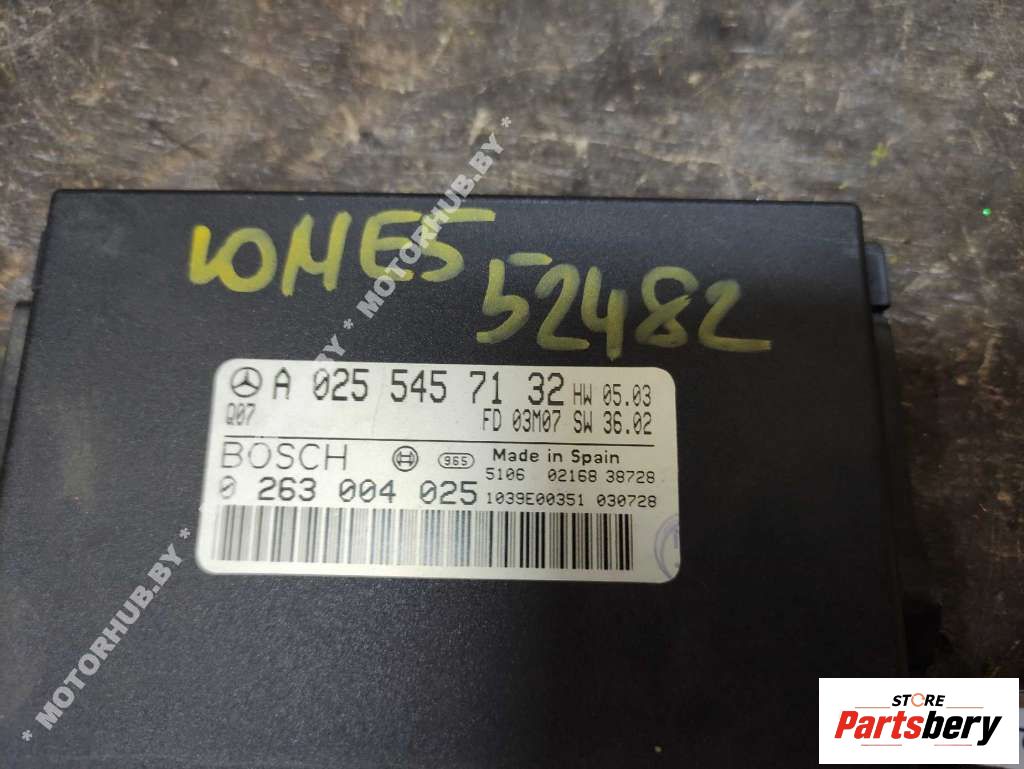 10ME5
52482
A 025 545 71 32 HW 05.03
Q07 FD 03M07 SW 36.02
BOSCH 965 Made in Spain
5106 02168 38728
0 263 004 025 1039E00351 030728
* MOTORHUB.BY * MOTORHUB.BY * MOTORHUB.BY *
STORE
Partsbery